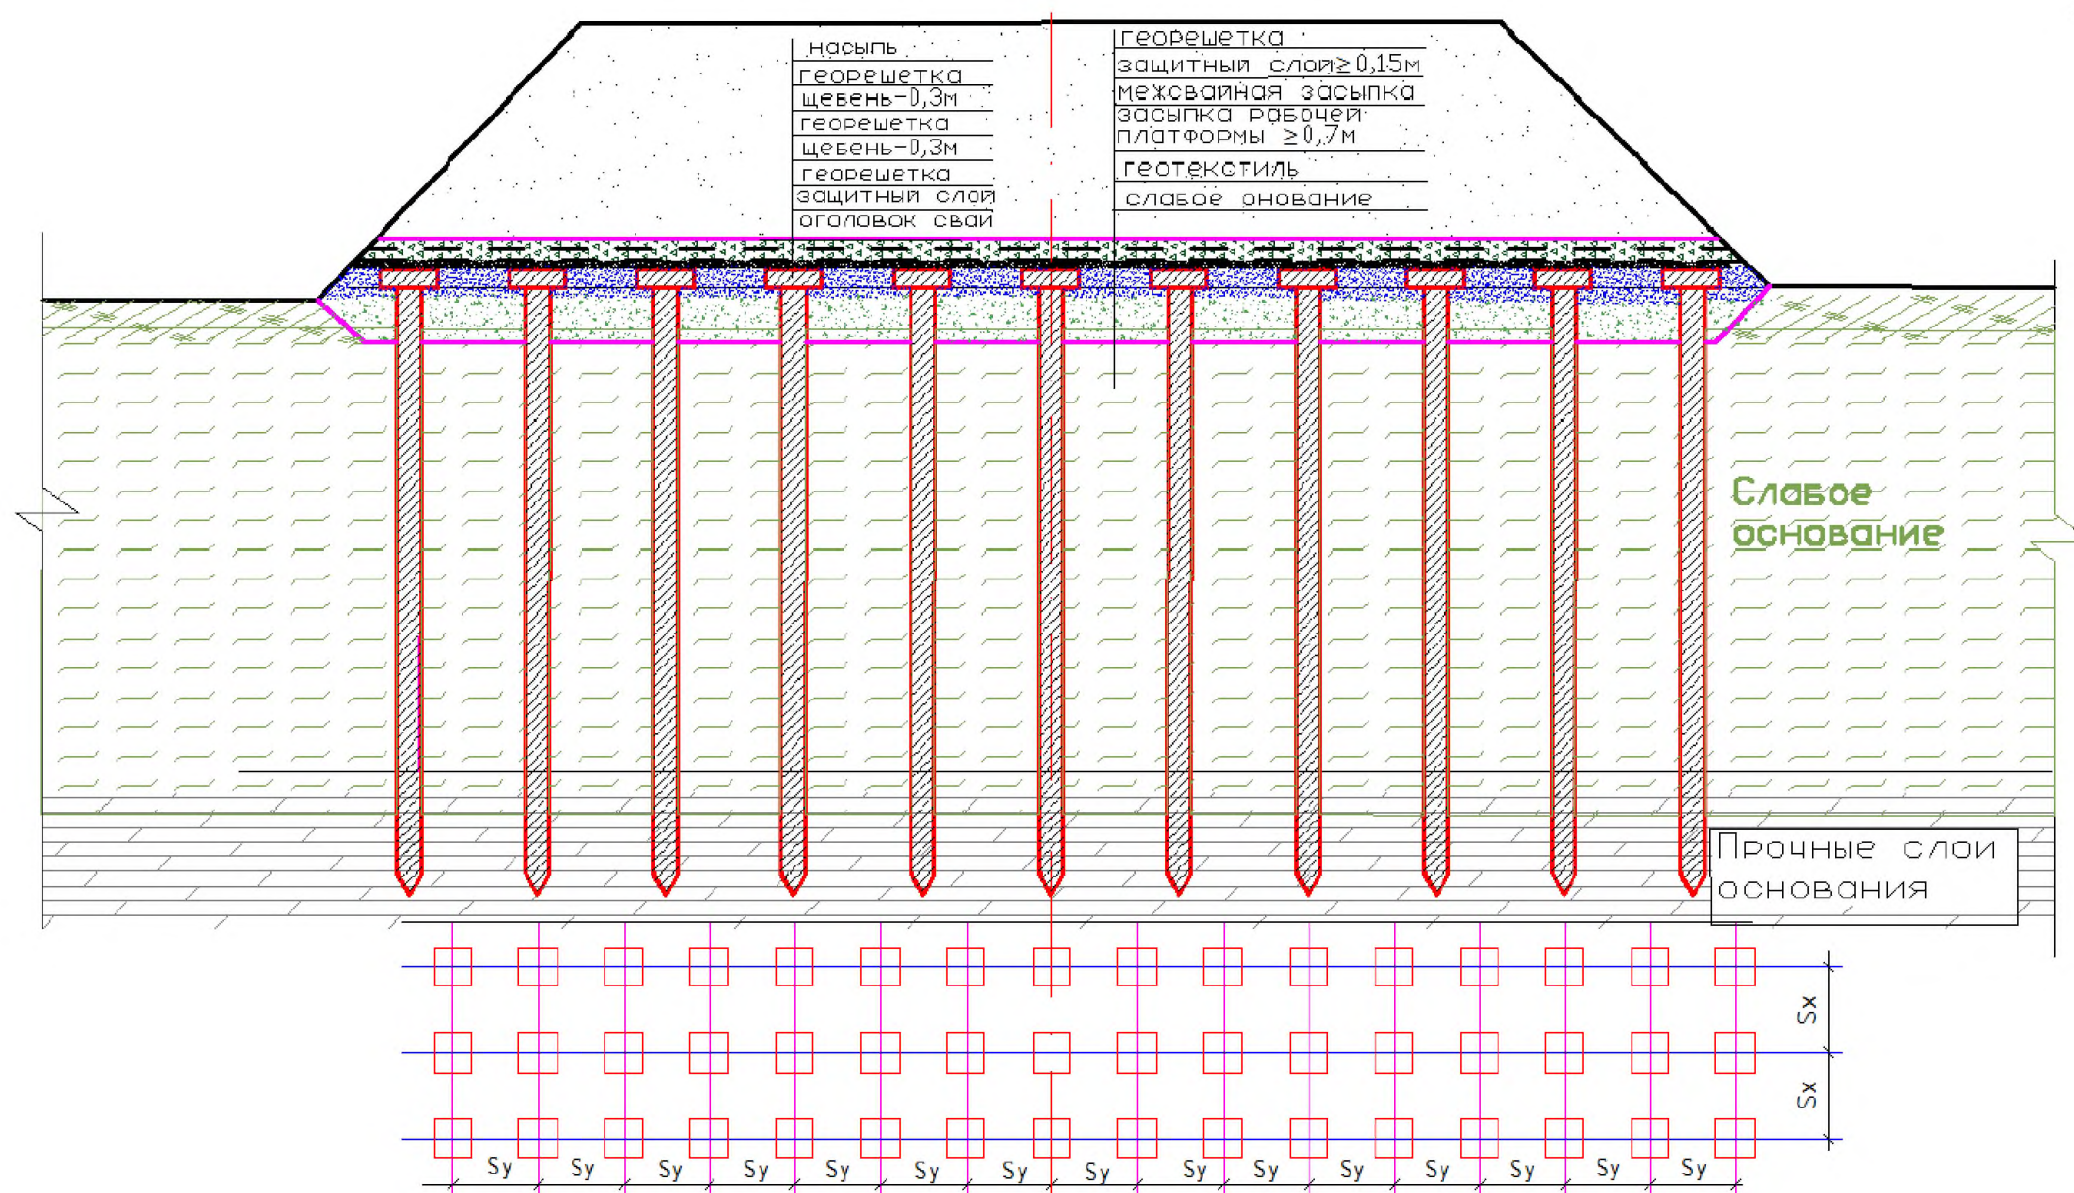 насыпь
георешетка
щебень-0,3м
георешетка
щебень-0,3м
георешетка
защитный слой
оголовок сваи
георешетка
защитный слой≥0,15м
межсвайная засыпка
засыпка рабочей
платформы ≥0,7м
геотекстиль
слабое онование
Слабое
основание
Прочные слои
основания
Sx
Sx
Sy Sy Sy Sy Sy Sy Sy Sy Sy Sy Sy Sy Sy Sy Sy